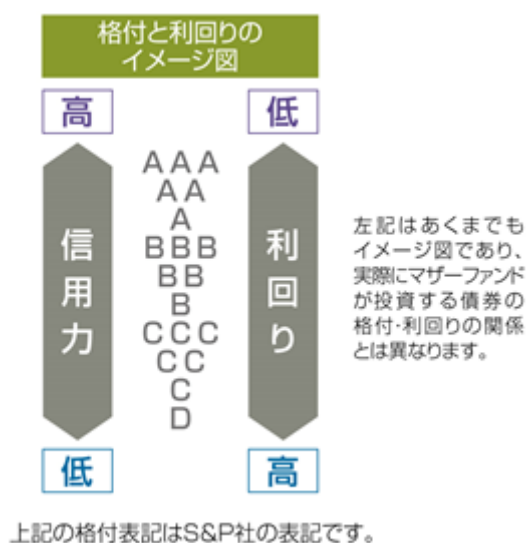 格付と利回りの
イメージ図
高
低
信用力
AAA
AA
A
BBB
BB
B
CCC
CC
C
D
利回り
低
高
左記はあくまでも
イメージ図であり、
実際にマザーファンド
が投資する債券の
格付・利回りの関係
とは異なります。
上記の格付表記はS&P社の表記です。